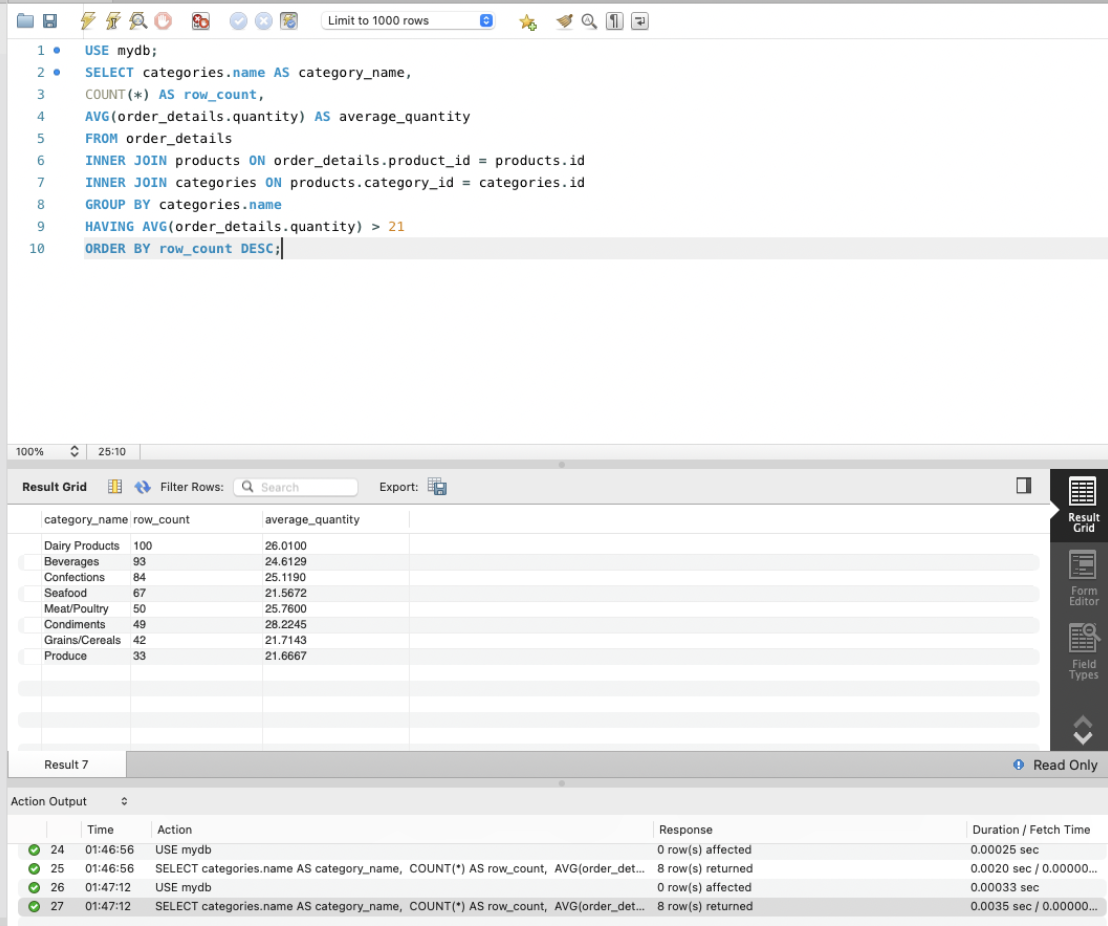 Limit to 1000 rows
1 USE mydb;
2 SELECT categories.name AS category_name,
3 COUNT(*) AS row_count,
4 AVG(order_details.quantity) AS average_quantity
5 FROM order_details
6 INNER JOIN products ON order_details.product_id = products.id
7 INNER JOIN categories ON products.category_id = categories.id
8 GROUP BY categories.name
9 HAVING AVG(order_details.quantity) > 21
10 ORDER BY row_count DESC;
100% 25:10
Result Grid Filter Rows: Search Export:
category_name row_count average_quantity
Dairy Products 100 26.0100
Beverages 93 24.6129
Confections 84 25.1190
Seafood 67 21.5672
Meat/Poultry 50 25.7600
Condiments 49 28.2245
Grains/Cereals 42 21.7143
Produce 33 21.6667
Result
Grid
Form
Editor
Field
Types
Result 7 Read Only
Action Output
Time Action Response Duration / Fetch Time
24 01:46:56 USE mydb 0 row(s) affected 0.00025 sec
25 01:46:56 SELECT categories.name AS category_name, COUNT(*) AS row_count, AVG(order_det... 8 row(s) returned 0.0020 sec / 0.00000...
26 01:47:12 USE mydb 0 row(s) affected 0.00033 sec
27 01:47:12 SELECT categories.name AS category_name, COUNT(*) AS row_count, AVG(order_det... 8 row(s) returned 0.0035 sec / 0.00000...